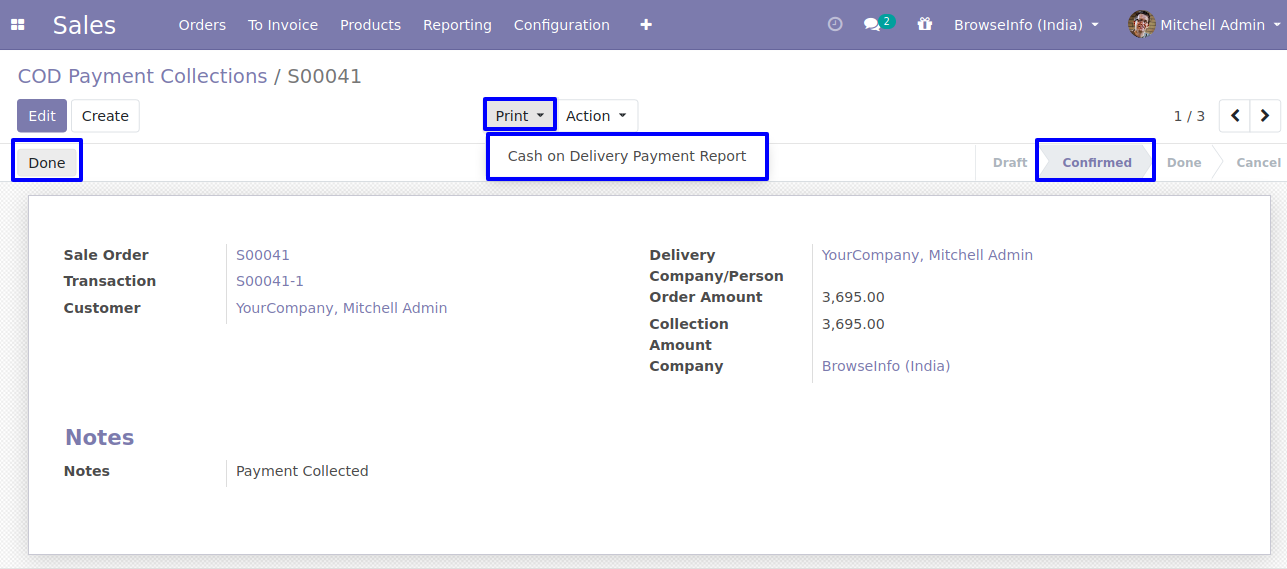 Sales Orders To Invoice Products Reporting Configuration + 2 BrowseInfo (India) Mitchell Admin
COD Payment Collections / S00041
Edit Create Print Action 1 / 3
Done Cash on Delivery Payment Report Draft Confirmed Done Cancel
Sale Order S00041
Transaction S00041-1
Customer YourCompany, Mitchell Admin
Delivery YourCompany, Mitchell Admin
Company/Person
Order Amount 3,695.00
Collection 3,695.00
Amount
Company BrowseInfo (India)
Notes
Notes Payment Collected